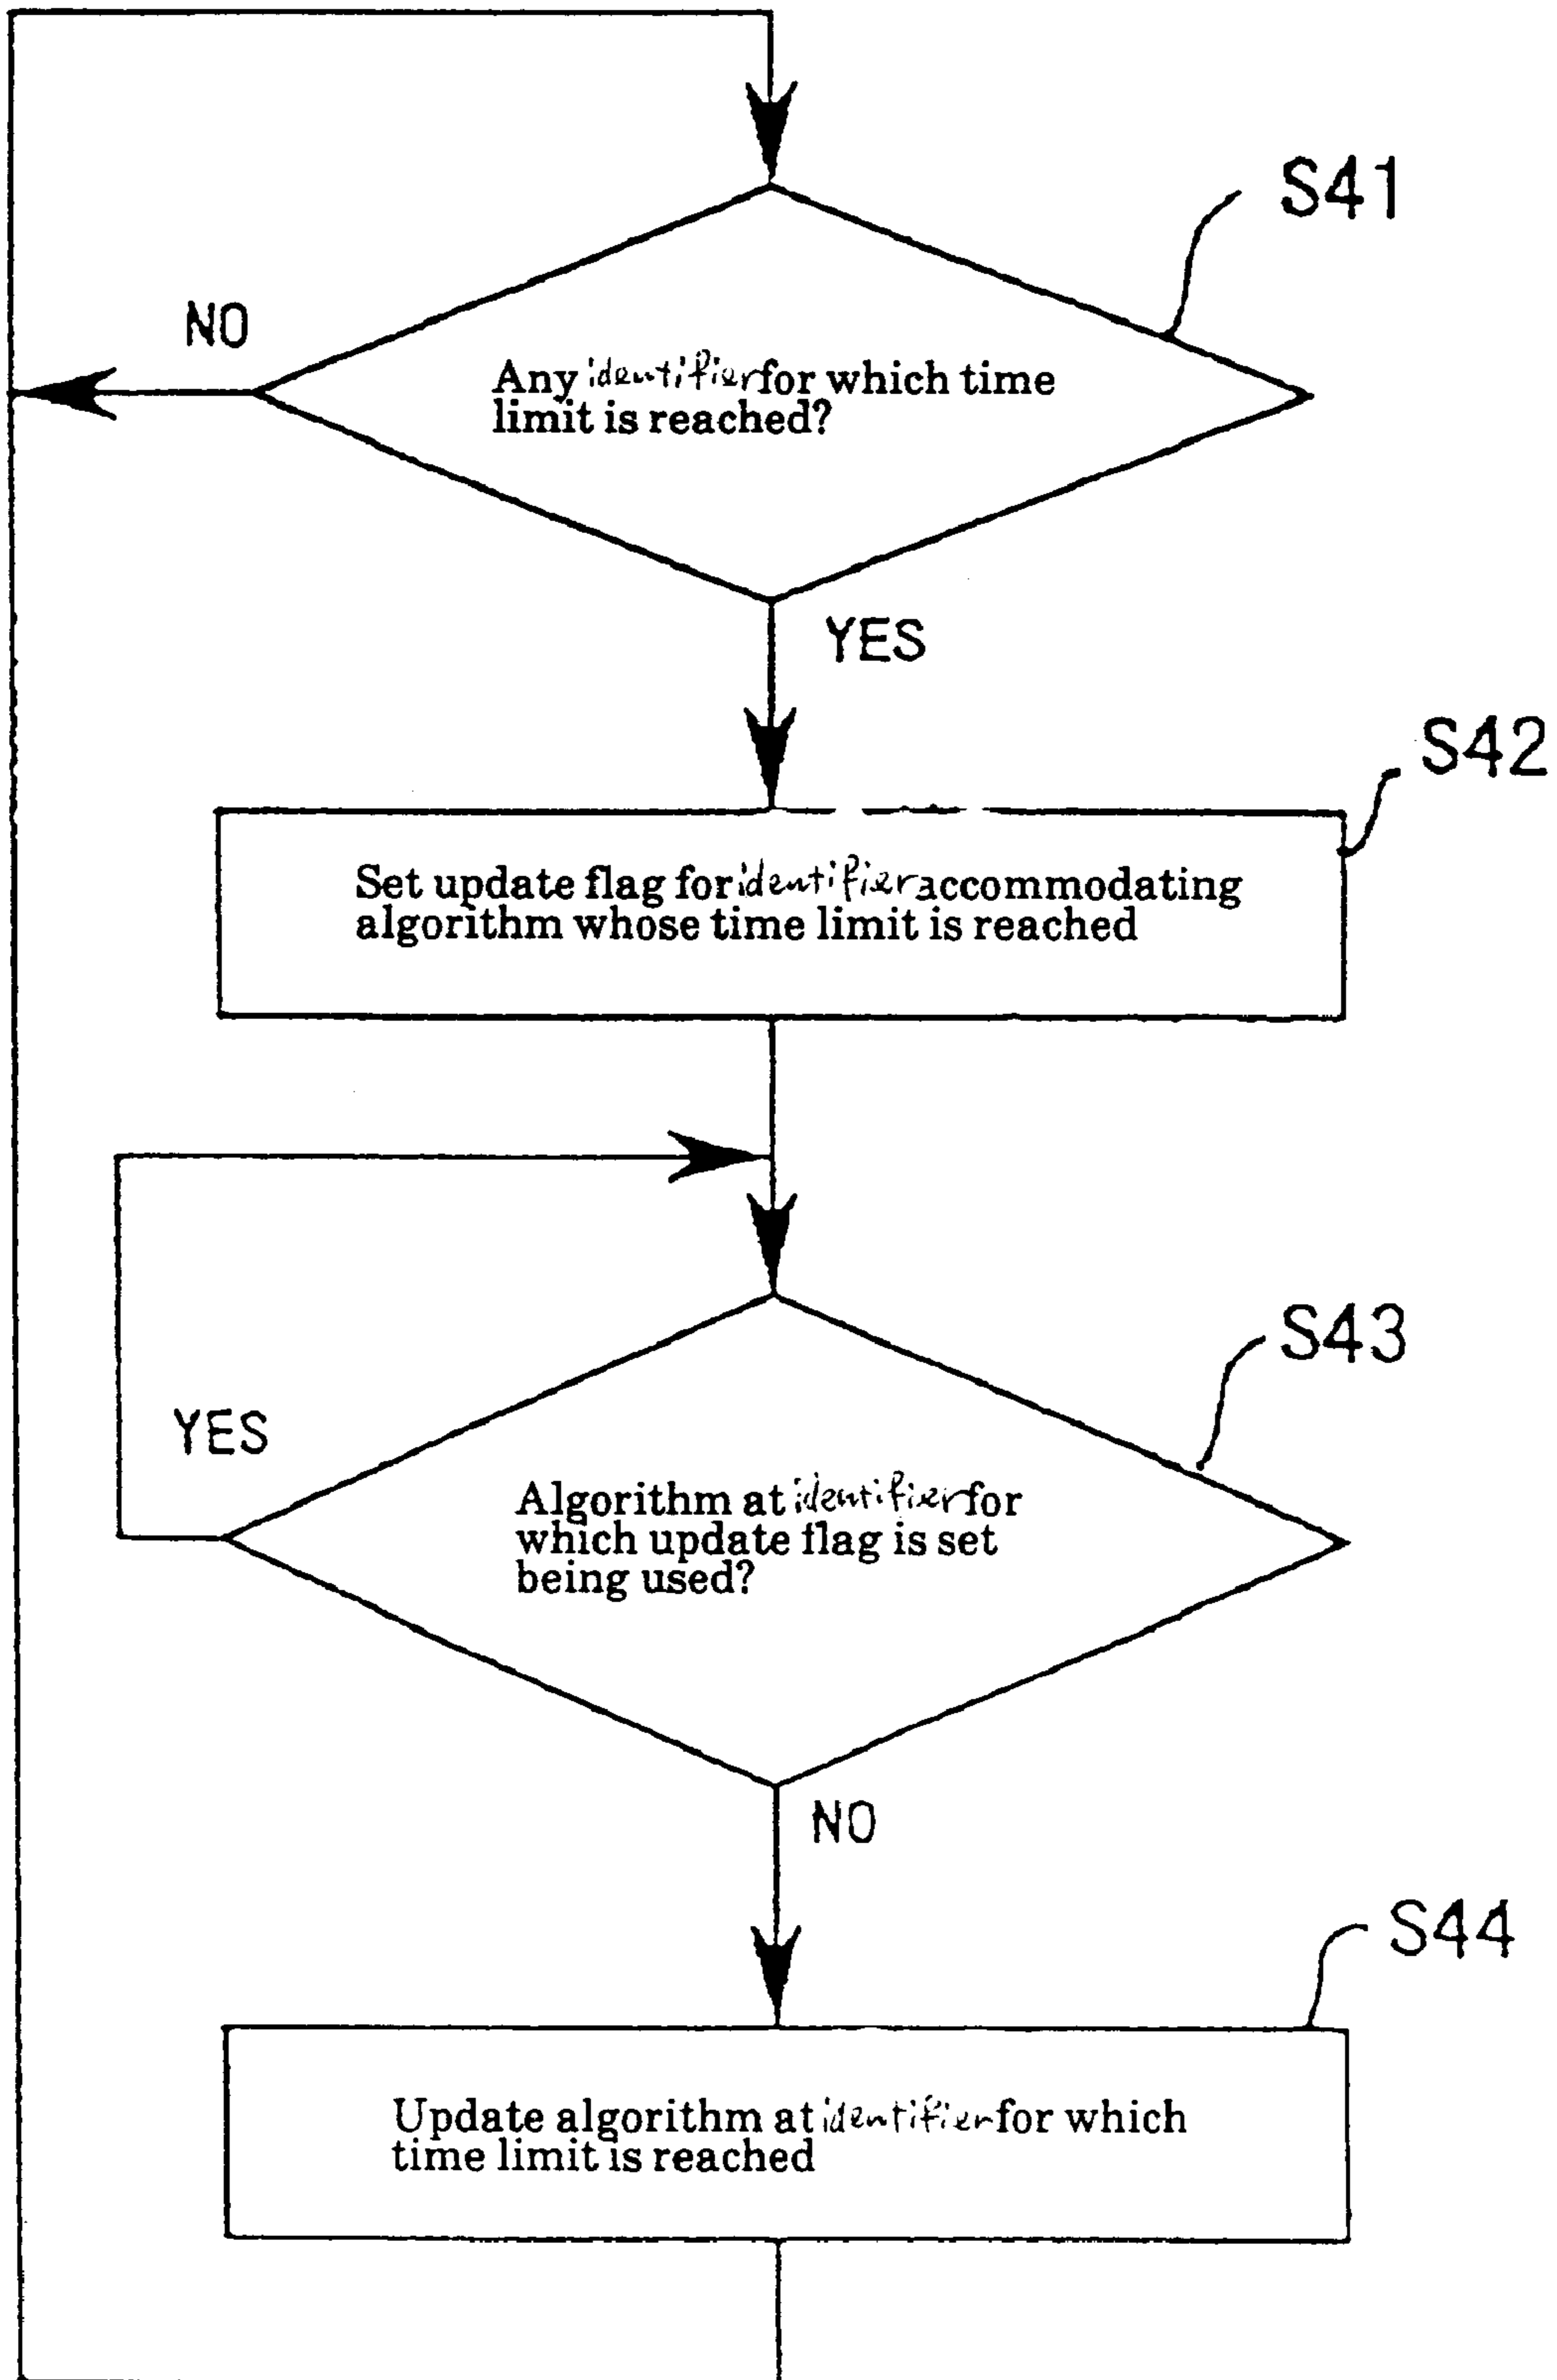 S41
NO
Any identifier for which time
limit is reached?
YES
S42
Set update flag for identifier accommodating
algorithm whose time limit is reached
S43
YES
Algorithm at identifier for
which update flag is set
being used?
NO
S44
Update algorithm at identifier for which
time limit is reached